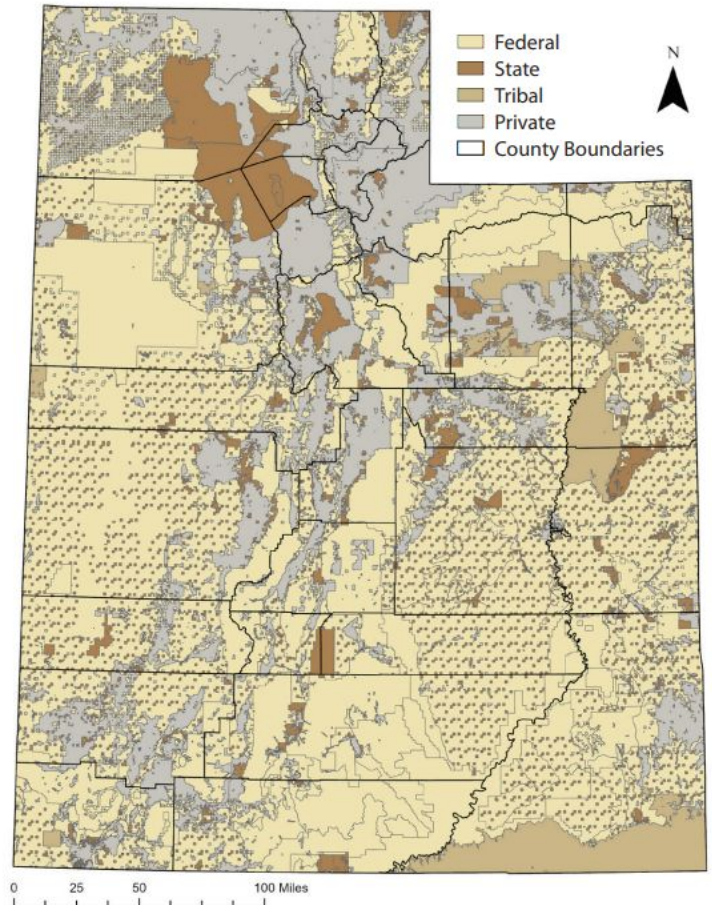 Federal
State
Tribal
Private
County Boundaries
N
0 25 50 100 Miles